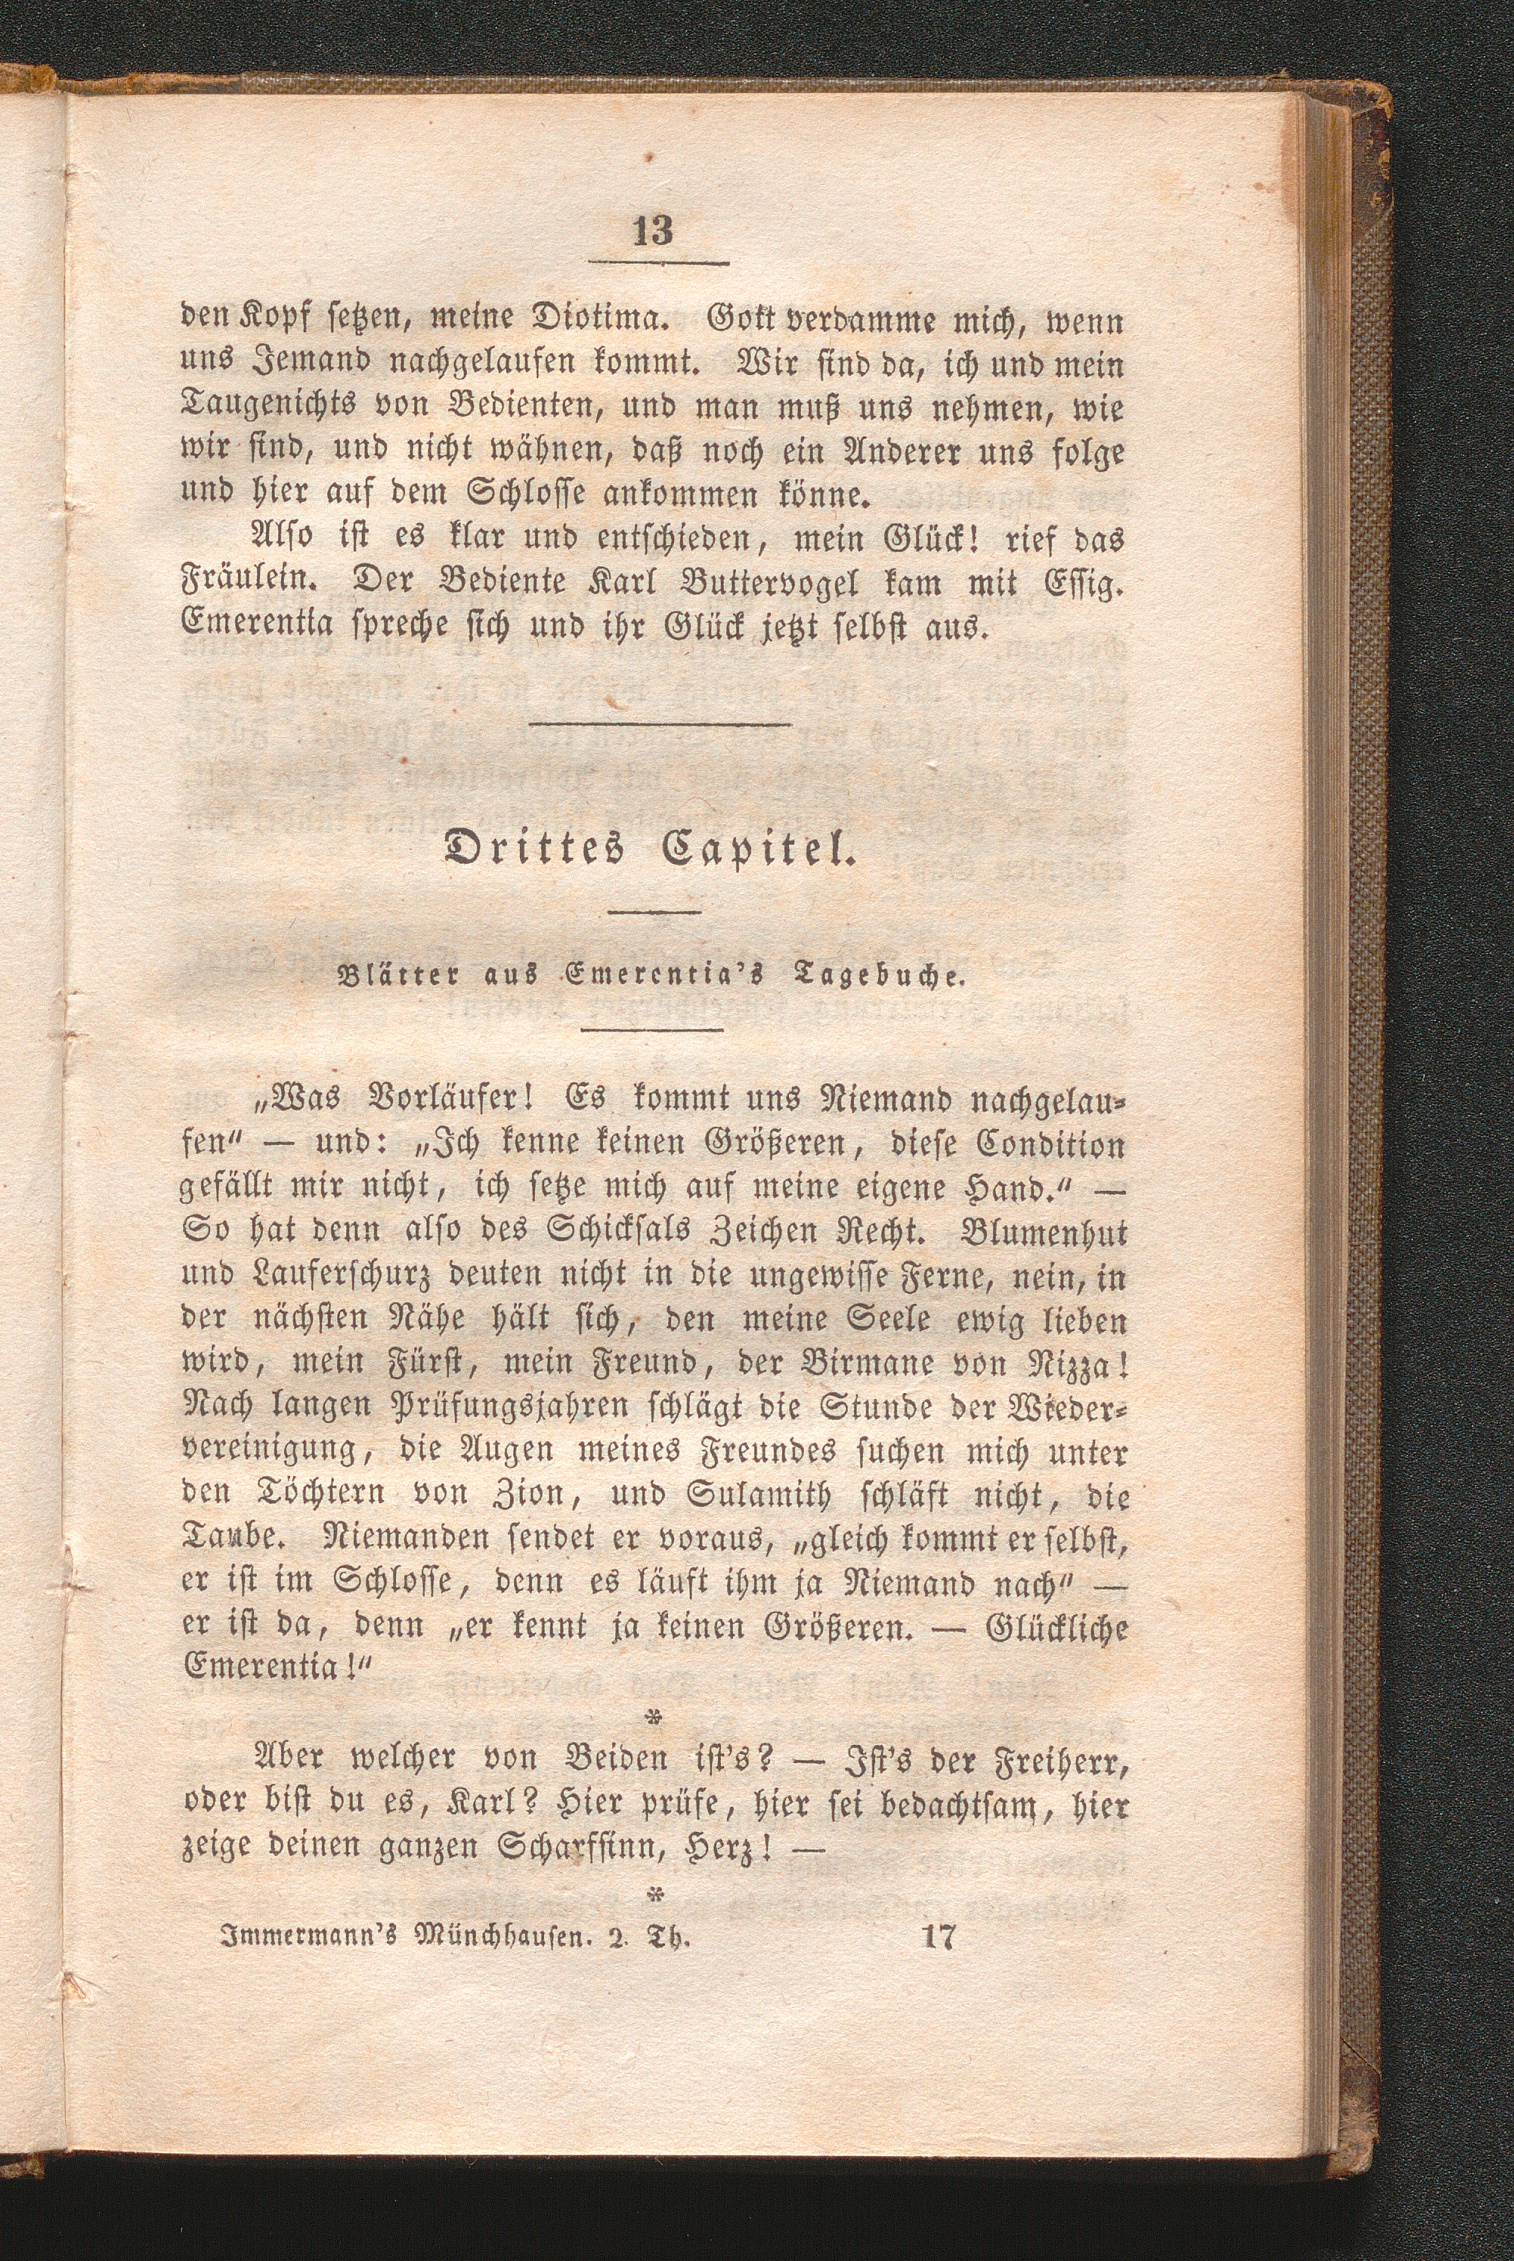 13
den Kopf setzen, meine Diotima. Gott verdamme mich, wenn
uns Jemand nachgelaufen kommt. Wir sind da, ich und mein
Taugenichts von Bedienten, und man muß uns nehmen, wie
wir sind, und nicht wähnen, daß noch ein Anderer uns folge
und hier auf dem Schlosse ankommen könne.
Also ist es klar und entschieden, mein Glück! rief das
Fräulein. Der Bediente Karl Buttervogel kam mit Essig.
Emerentia spreche sich und ihr Glück jetzt selbst aus.
Drittes Capitel.
Blätter aus Emerentia's Tagebuche.
„Was Vorläufer! Es kommt uns Niemand nachgelau-
fen“ — und: „Ich kenne keinen Größeren, diese Condition
gefällt mir nicht, ich setze mich auf meine eigene Hand.“ —
So hat denn also des Schicksals Zeichen Recht. Blumenhut
und Lauferschurz deuten nicht in die ungewisse Ferne, nein, in
der nächsten Nähe hält sich, den meine Seele ewig lieben
wird, mein Fürst, mein Freund, der Birmane von Nizza!
Nach langen Prüfungsjahren schlägt die Stunde der Wieder-
vereinigung, die Augen meines Freundes suchen mich unter
den Töchtern von Zion, und Sulamith schläft nicht, die
Taube. Niemanden sendet er voraus, „gleich kommt er selbst,
er ist im Schlosse, denn es läuft ihm ja Niemand nach“ —
er ist da, denn „er kennt ja keinen Größeren. — Glückliche
Emerentia!“
*
Aber welcher von Beiden ist's? — Ist's der Freiherr,
oder bist du es, Karl? Hier prüfe, hier sei bedachtsam, hier
zeige deinen ganzen Scharfsinn, Herz! —
*
Immermann's Münchhausen. 2. Th. 17